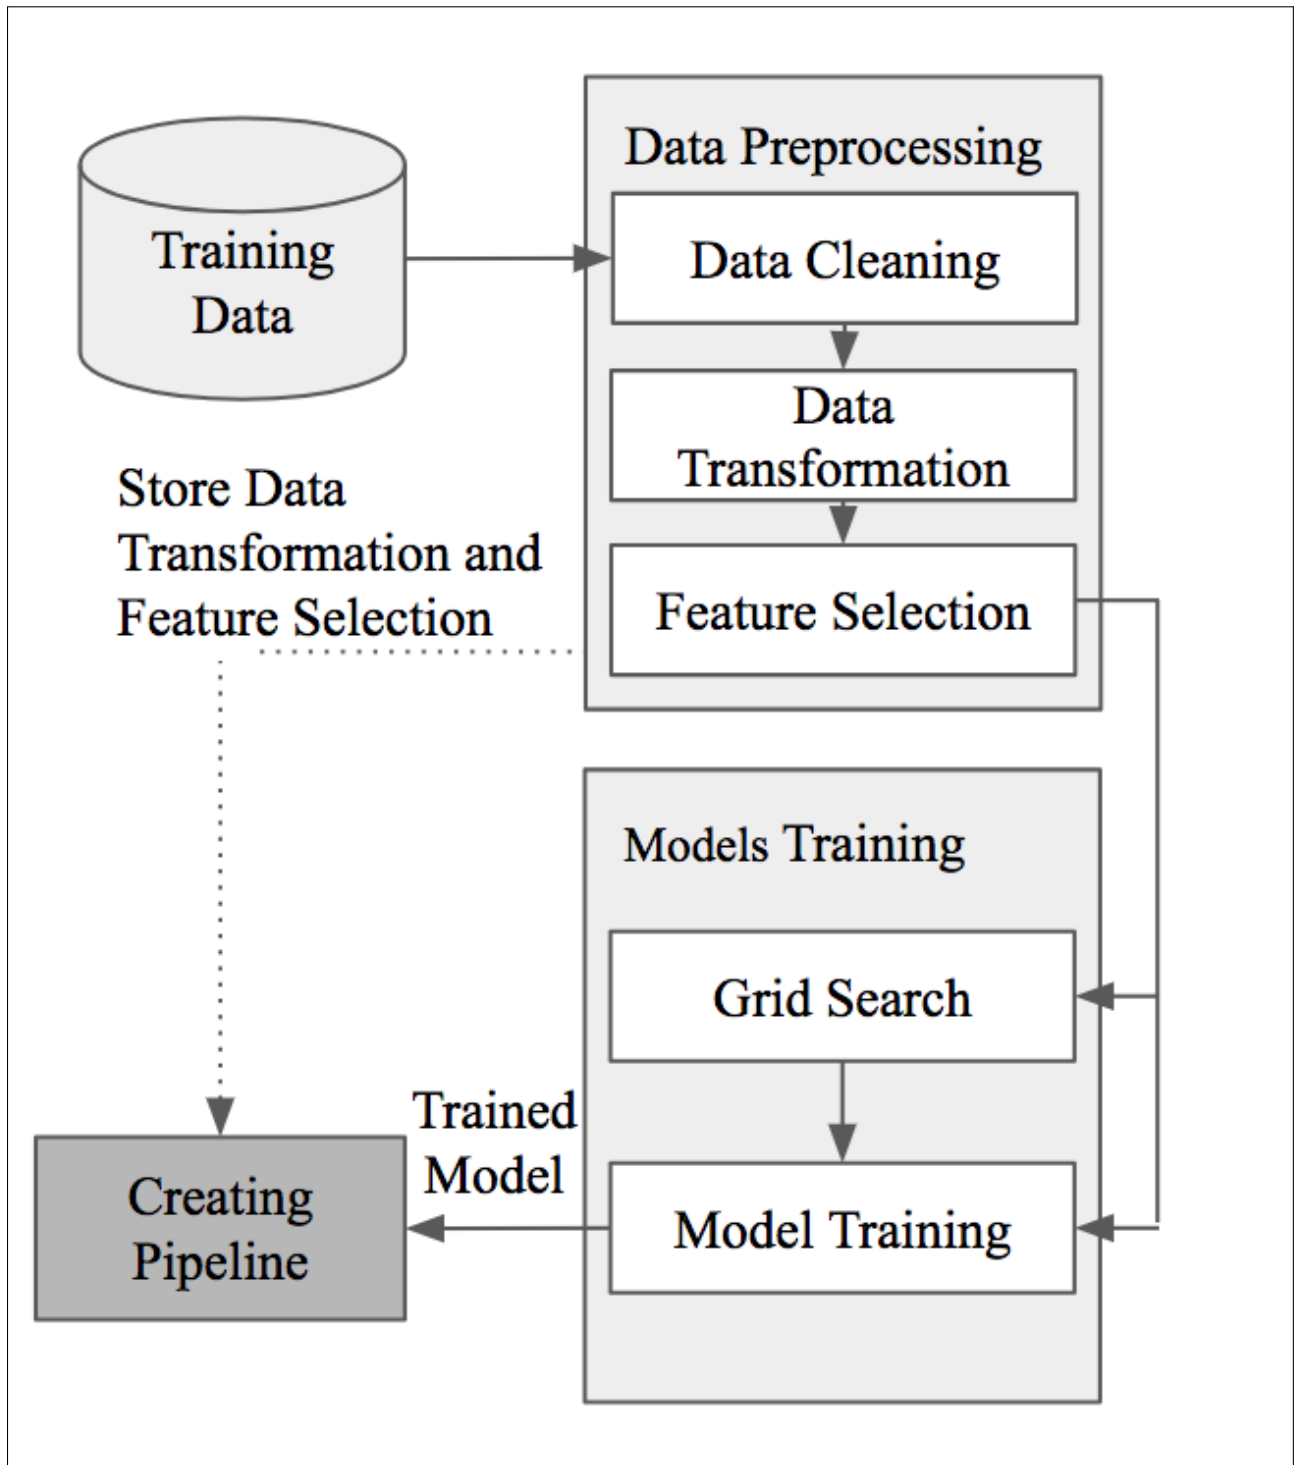 Data Preprocessing
Training
Data
Data Cleaning
Data
Transformation
Store Data
Transformation and
Feature Selection
Feature Selection
Models Training
Grid Search
Trained
Model
Creating
Pipeline
Model Training